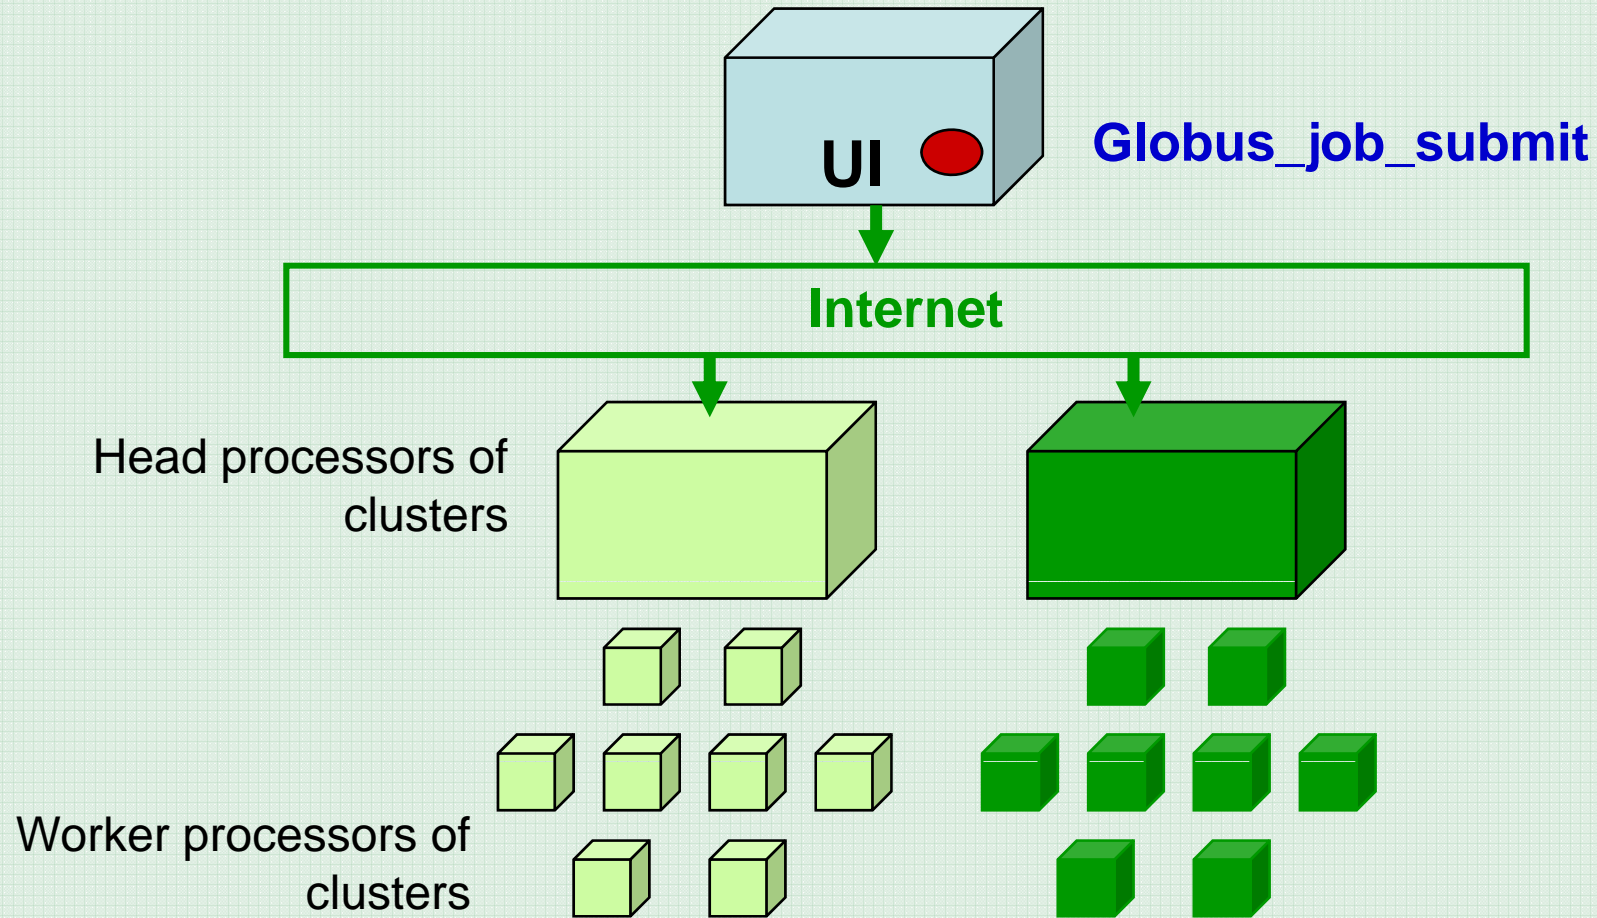 UI
Globus_job_submit
Internet
Head processors of
clusters
Worker processors of
clusters